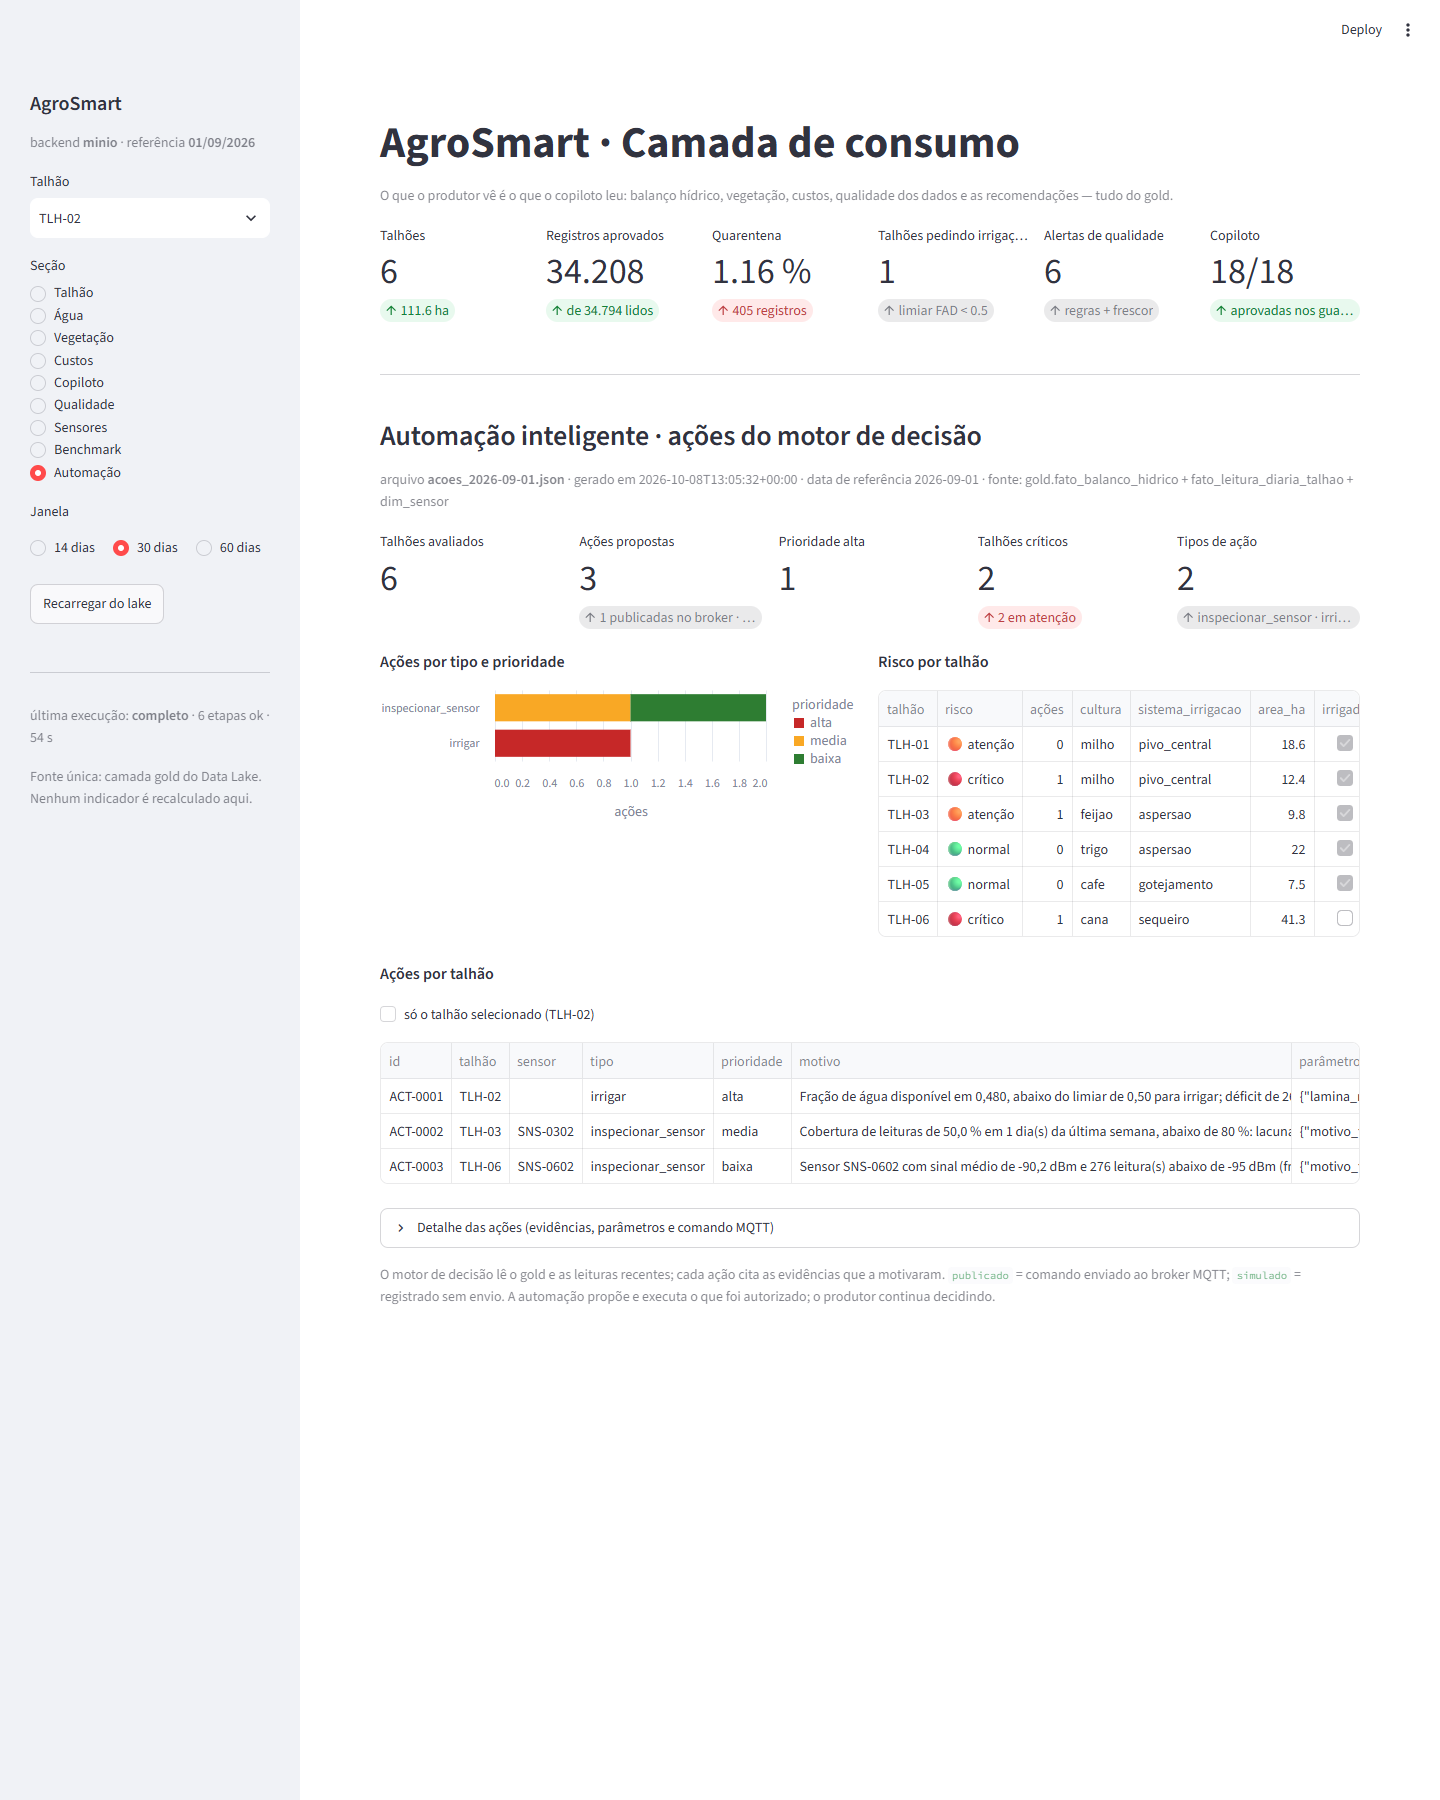 Deploy
AgroSmart
backend minio · referência 01/09/2026
Talhão
TLH-02
Seção
Talhão
Água
Vegetação
Custos
Copiloto
Qualidade
Sensores
Benchmark
Automação
Janela
14 dias 30 dias 60 dias
Recarregar do lake
última execução: completo · 6 etapas ok ·
54 s
Fonte única: camada gold do Data Lake.
Nenhum indicador é recalculado aqui.
AgroSmart · Camada de consumo
O que o produtor vê é o que o copiloto leu: balanço hídrico, vegetação, custos, qualidade dos dados e as recomendações — tudo do gold.
Talhões Registros aprovados Quarentena Talhões pedindo irrigaç… Alertas de qualidade Copiloto
6 34.208 1.16 % 1 6 18/18
↑ 111.6 ha ↑ de 34.794 lidos ↑ 405 registros ↑ limiar FAD < 0.5 ↑ regras + frescor ↑ aprovadas nos gua…
Automação inteligente · ações do motor de decisão
arquivo acoes_2026-09-01.json · gerado em 2026-10-08T13:05:32+00:00 · data de referência 2026-09-01 · fonte: gold.fato_balanco_hidrico + fato_leitura_diaria_talhao +
dim_sensor
Talhões avaliados Ações propostas Prioridade alta Talhões críticos Tipos de ação
6 3 1 2 2
↑ 1 publicadas no broker · … ↑ 2 em atenção ↑ inspecionar_sensor · irri…
Ações por tipo e prioridade
inspecionar_sensor
irrigar
0.0 0.2 0.4 0.6 0.8 1.0 1.2 1.4 1.6 1.8 2.0
ações
prioridade
alta
media
baixa
Risco por talhão
talhão risco ações cultura sistema_irrigacao area_ha irrigad
TLH-01 atenção 0 milho pivo_central 18.6
TLH-02 crítico 1 milho pivo_central 12.4
TLH-03 atenção 1 feijao aspersao 9.8
TLH-04 normal 0 trigo aspersao 22
TLH-05 normal 0 cafe gotejamento 7.5
TLH-06 crítico 1 cana sequeiro 41.3
Ações por talhão
só o talhão selecionado (TLH-02)
id talhão sensor tipo prioridade motivo parâmetro
ACT-0001 TLH-02 irrigar alta Fração de água disponível em 0,480, abaixo do limiar de 0,50 para irrigar; déficit de 2 {"lamina_
ACT-0002 TLH-03 SNS-0302 inspecionar_sensor media Cobertura de leituras de 50,0 % em 1 dia(s) da última semana, abaixo de 80 %: lacuna {"motivo_
ACT-0003 TLH-06 SNS-0602 inspecionar_sensor baixa Sensor SNS-0602 com sinal médio de -90,2 dBm e 276 leitura(s) abaixo de -95 dBm (fr {"motivo_
Detalhe das ações (evidências, parâmetros e comando MQTT)
O motor de decisão lê o gold e as leituras recentes; cada ação cita as evidências que a motivaram. publicado = comando enviado ao broker MQTT; simulado =
registrado sem envio. A automação propõe e executa o que foi autorizado; o produtor continua decidindo.